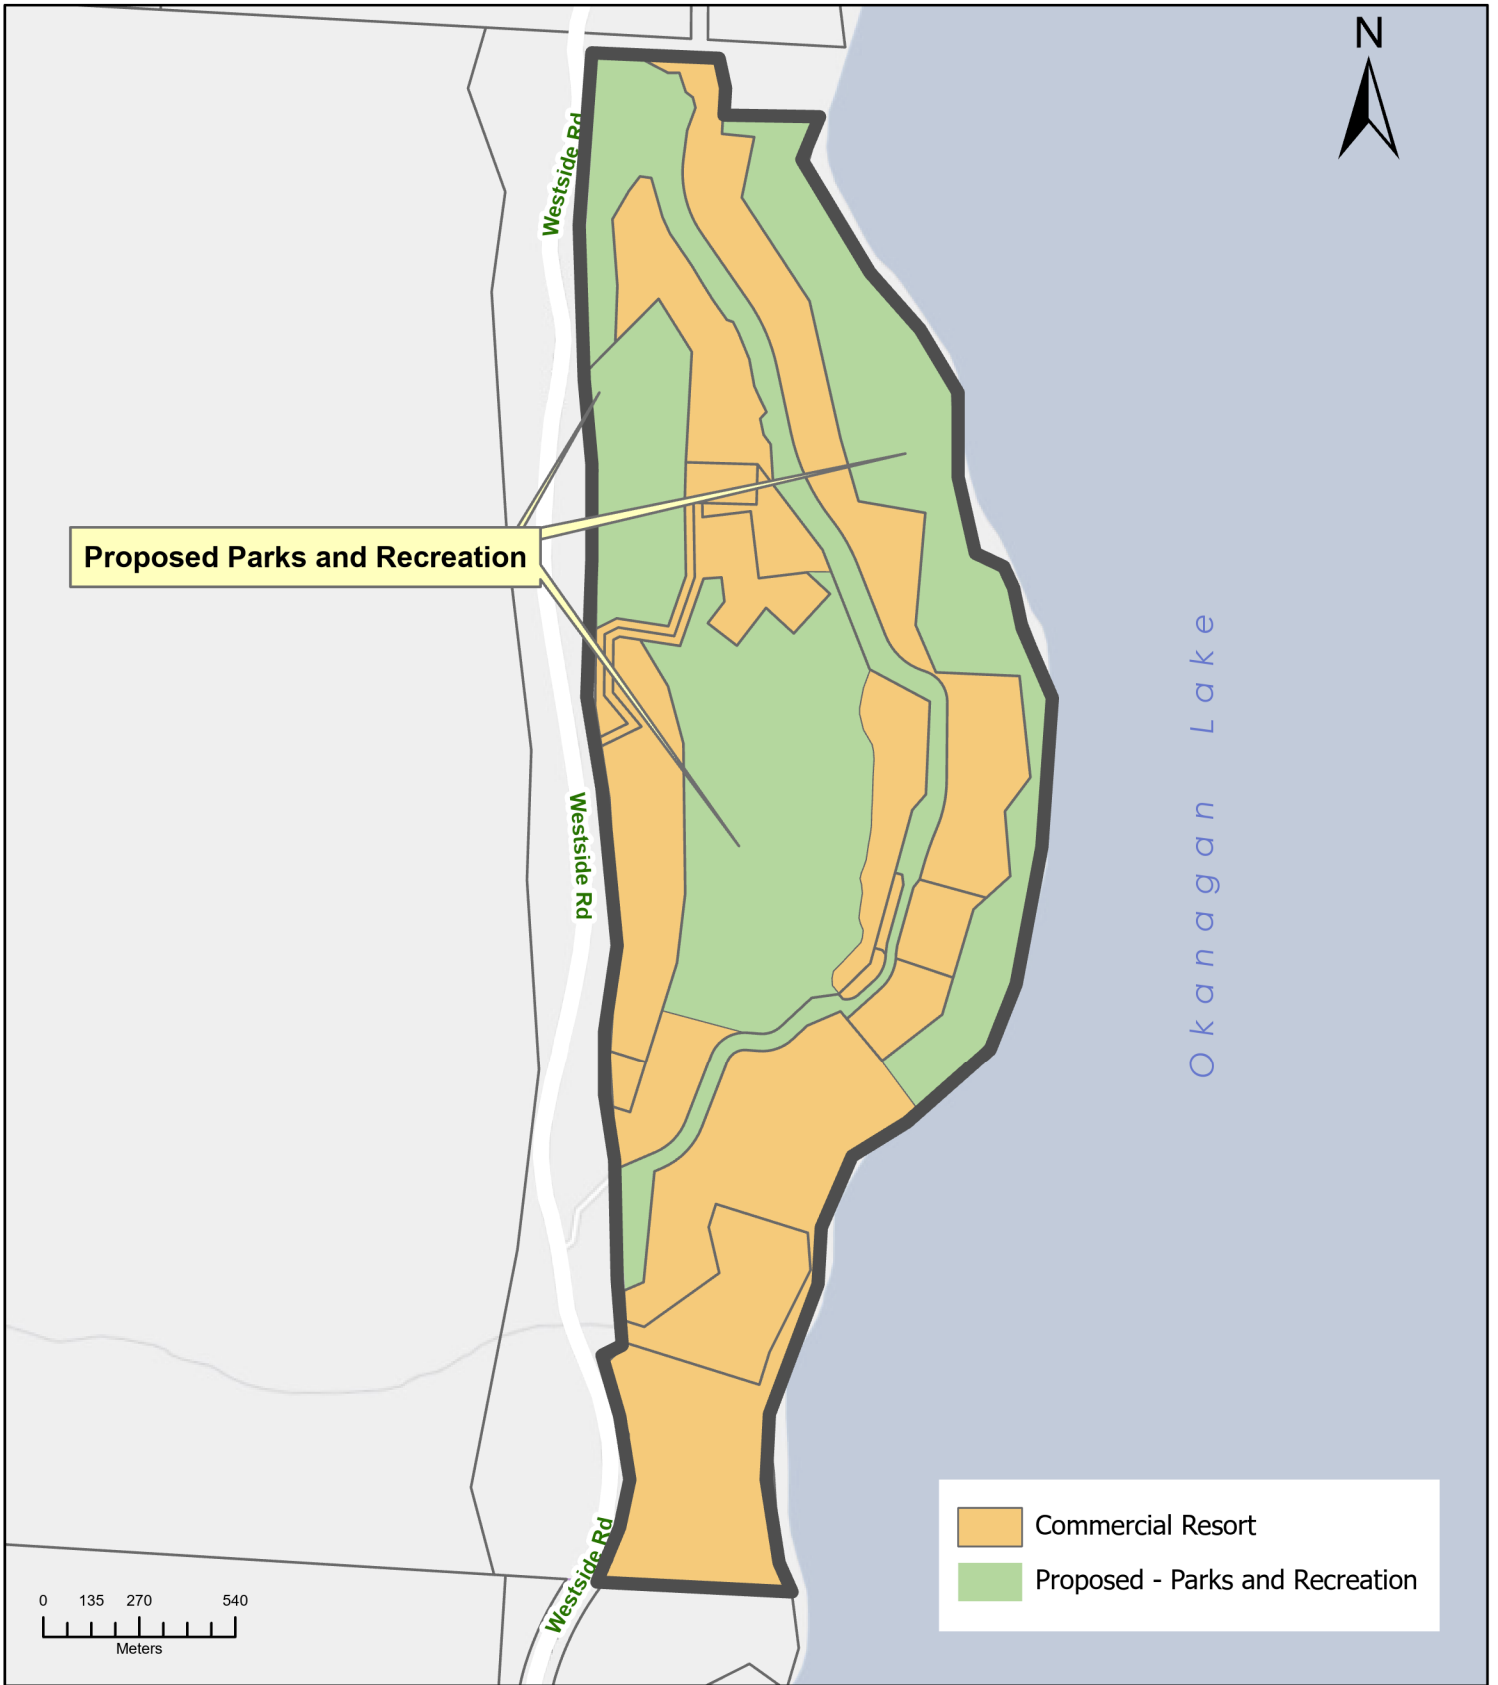 N
Westside Rd
Proposed Parks and Recreation
Okanagan Lake
Westside Rd
Commercial Resort
Proposed - Parks and Recreation
Westside Rd
0 135 270 540
Meters